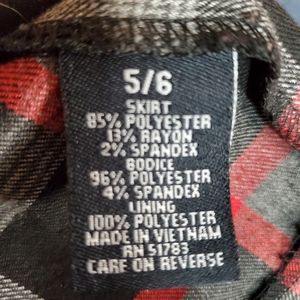 5/6
SKIRT
85% POLYESTER
13% RAYON
2% SPANDEX
BODICE
96% POLYESTER
4% SPANDEX
LINING
100% POLYESTER
MADE IN VIETNAM
RN 51783
CARE ON REVERSE